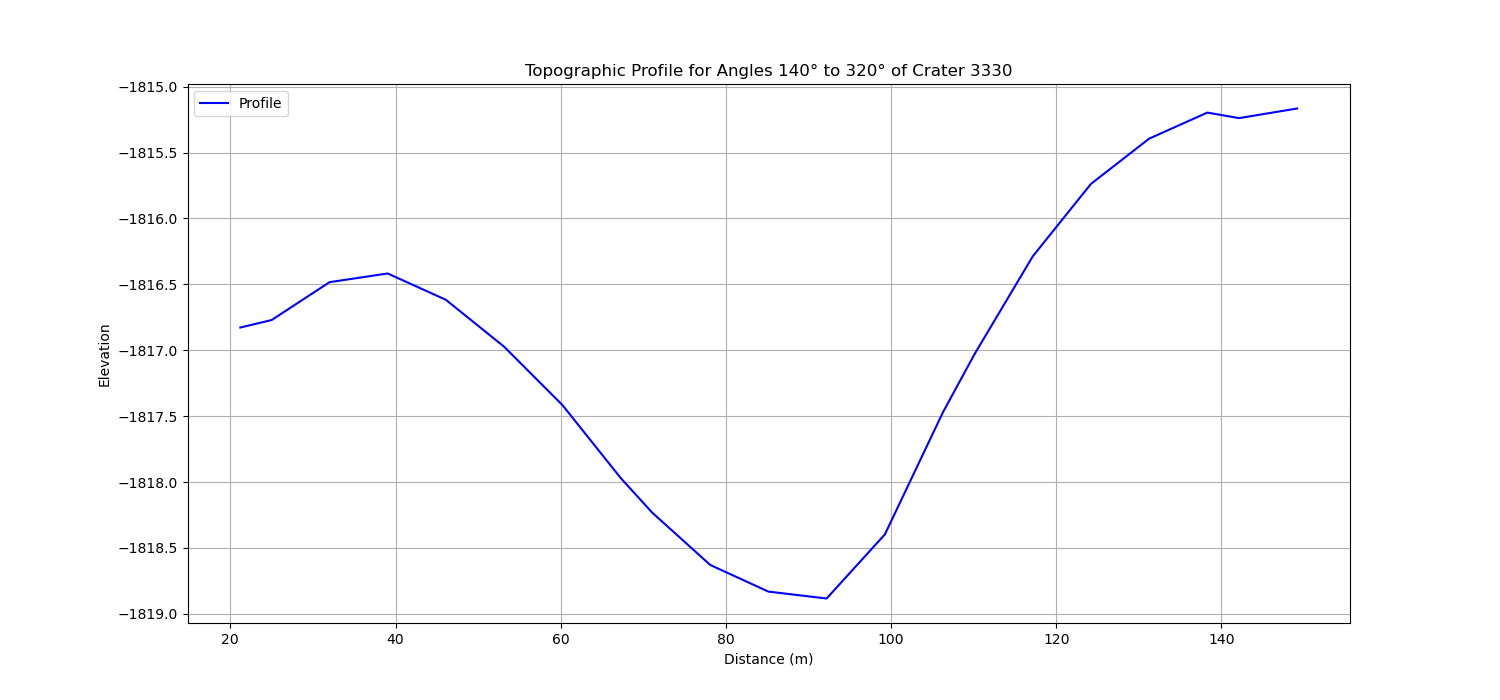 Topographic Profile for Angles 140° to 320° of Crater 3330
Profile
−1815.0
−1815.5
−1816.0
−1816.5
−1817.0
−1817.5
−1818.0
−1818.5
−1819.0
Elevation
20 40 60 80 100 120 140
Distance (m)